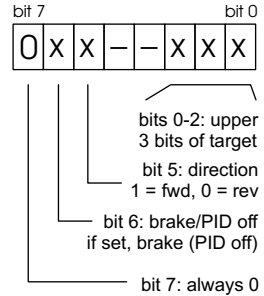 bit 7 bit 0
0 x x – – x x x
bits 0-2: upper
3 bits of target
bit 5: direction
1 = fwd, 0 = rev
bit 6: brake/PID off
if set, brake (PID off)
bit 7: always 0